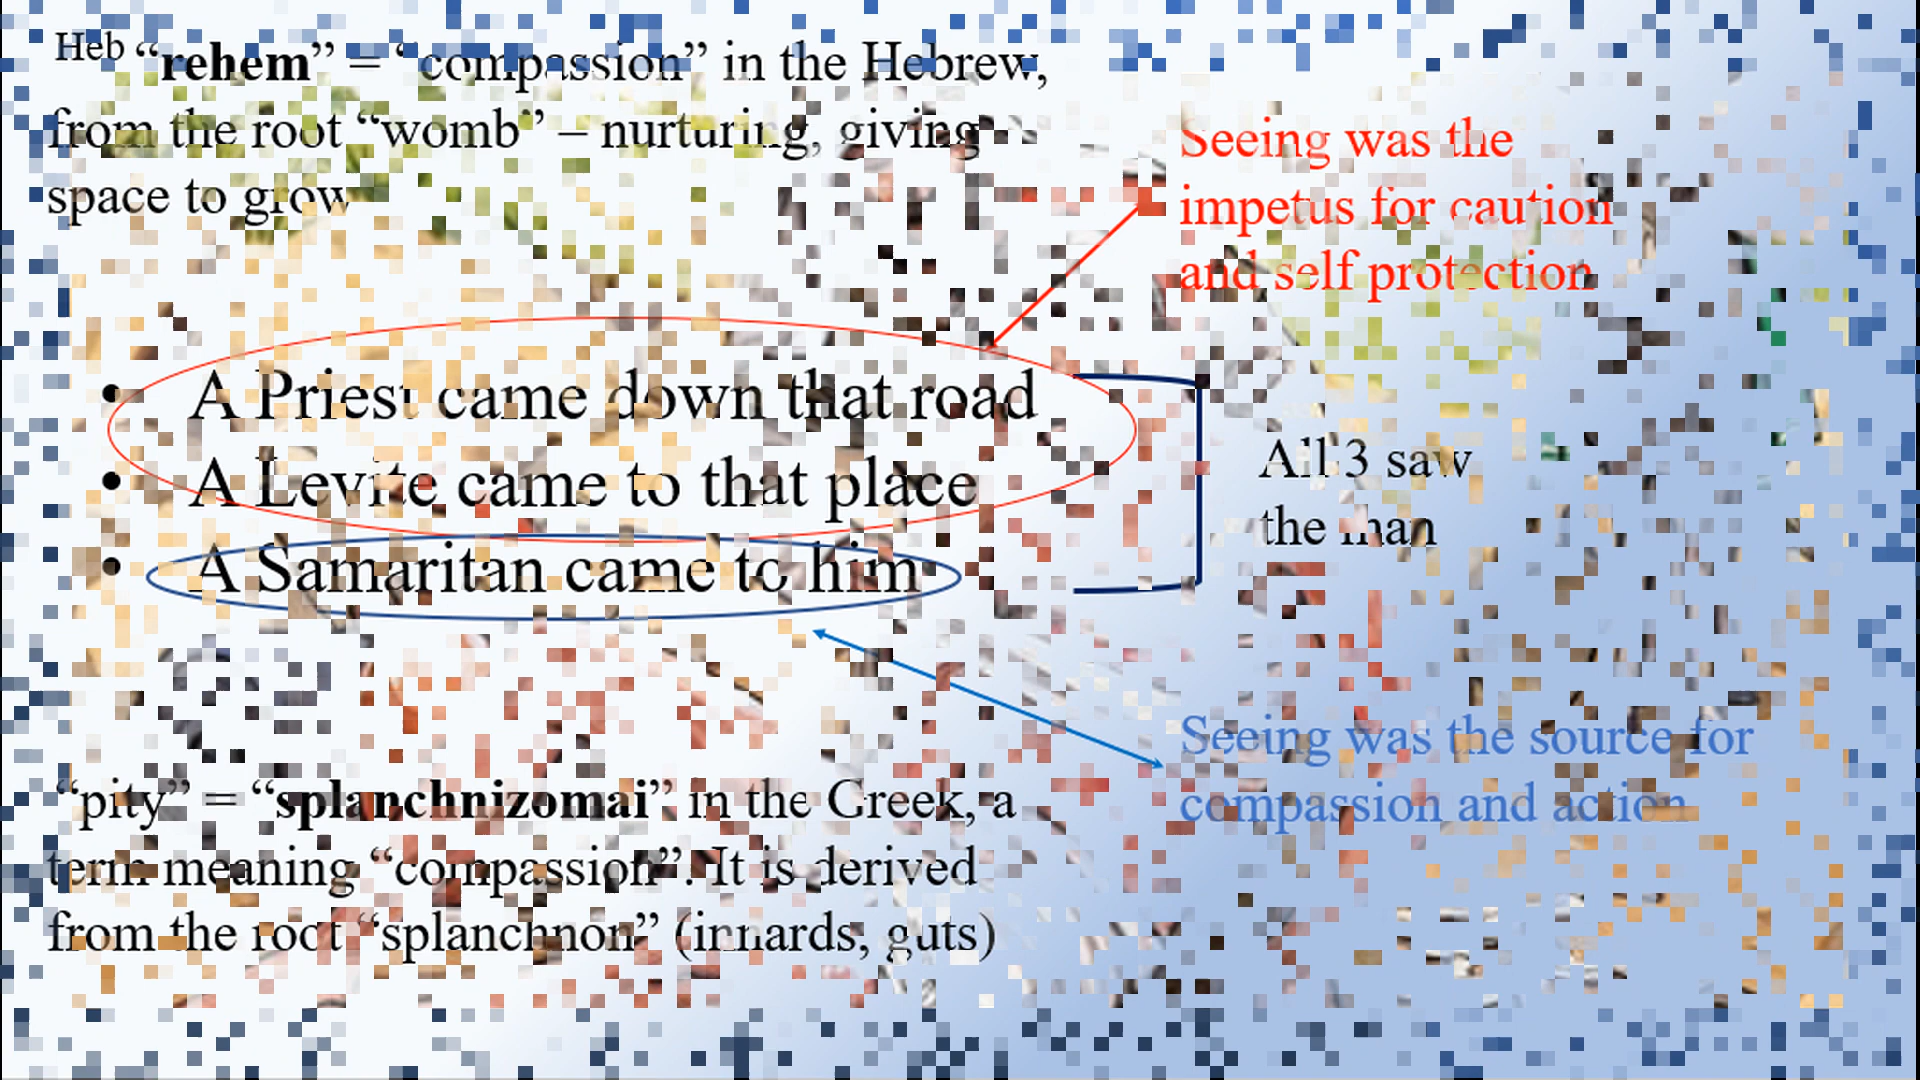 Heb “rehem” = “compassion” in the Hebrew,
from the root “womb” – nurturing, giving
space to grow
Seeing was the
impetus for caution
and self protection
• A Priest came down that road
• A Levite came to that place
• A Samaritan came to him
All 3 saw
the man
Seeing was the source for
compassion and action
“pity” = “splanchnizomai” in the Greek, a
term meaning “compassion”. It is derived
from the root “splanchnon” (innards, guts)